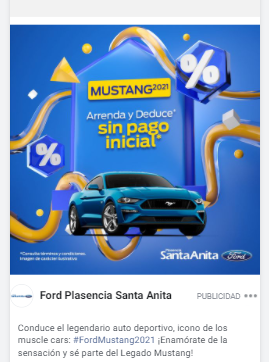 MUSTANG2021
Arrenda y Deduce*
sin pago
inicial*
%
%
*Consulta términos y condiciones.
Imagen de carácter ilustrativo
Plasencia
SantaAnita
Ford
Ford Plasencia Santa Anita
PUBLICIDAD
Conduce el legendario auto deportivo, icono de los
muscle cars: #FordMustang2021 ¡Enamórate de la
sensación y sé parte del Legado Mustang!